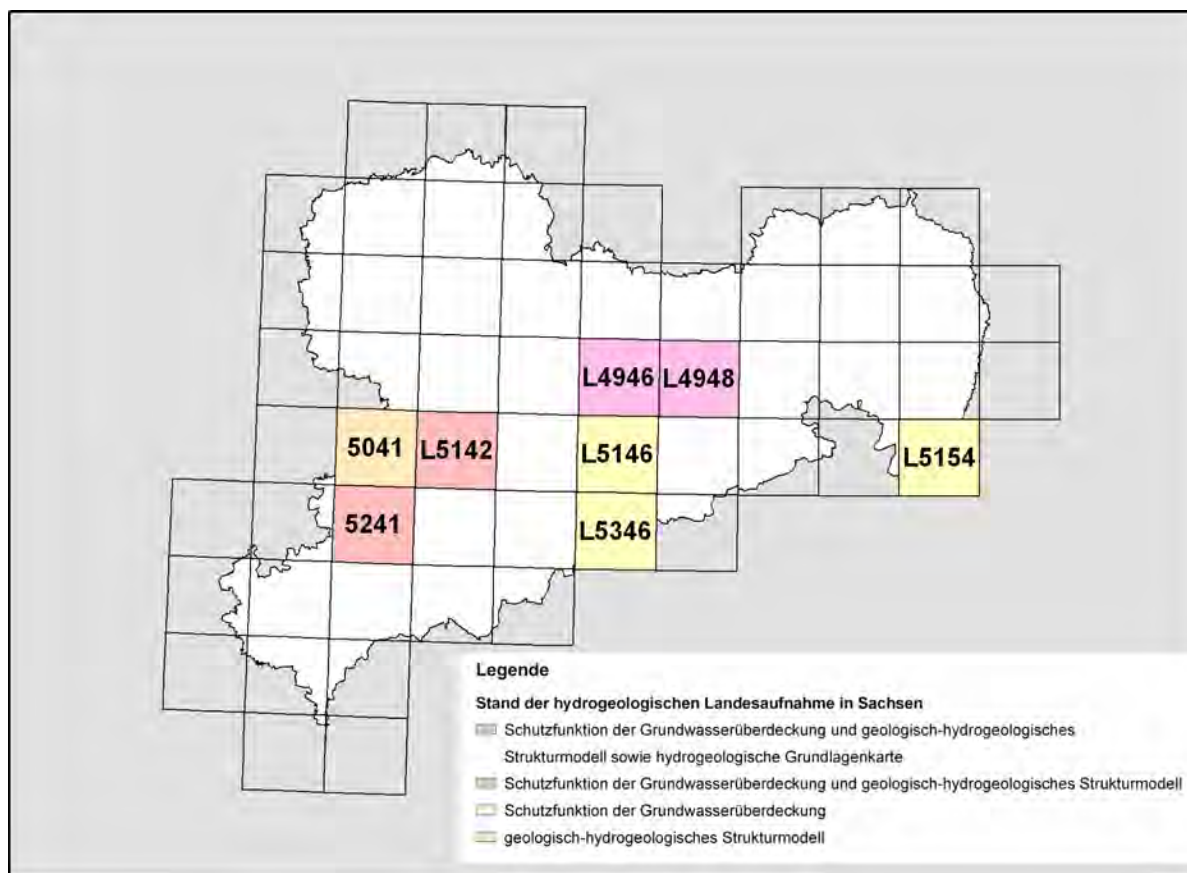 L4946 L4948
5041 L5142 L5146 L5154
5241 L5346
Legende
Stand der hydrogeologischen Landesaufnahme in Sachsen
Schutzfunktion der Grundwasserüberdeckung und geologisch-hydrogeologisches
Strukturmodell sowie hydrogeologische Grundlagenkarte
Schutzfunktion der Grundwasserüberdeckung und geologisch-hydrogeologisches Strukturmodell
Schutzfunktion der Grundwasserüberdeckung
geologisch-hydrogeologisches Strukturmodell